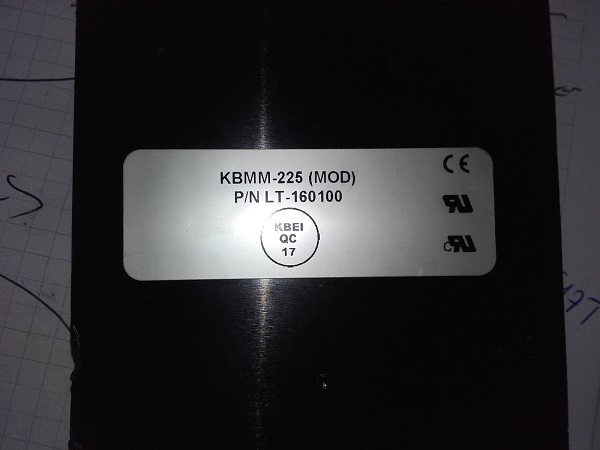 KBMM-225 (MOD)
P/N LT-160100
KBEI
QC
17
CE